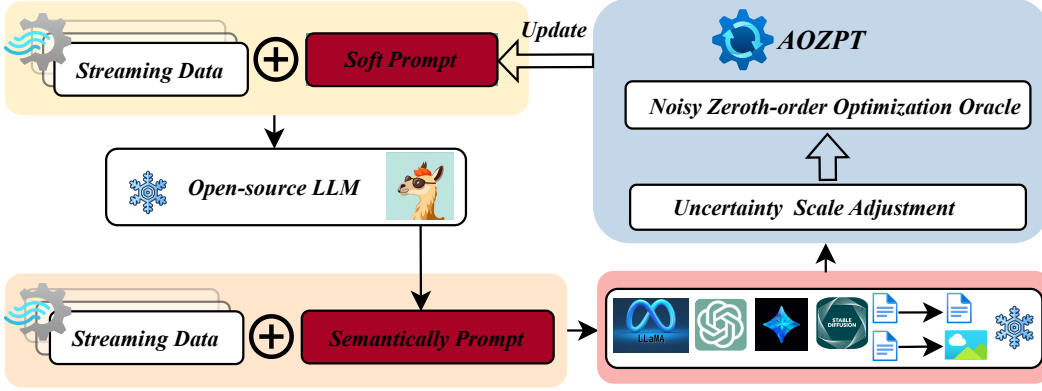 Update
AOZPT
Streaming Data
Soft Prompt
Noisy Zeroth-order Optimization Oracle
Open-source LLM
Uncertainty Scale Adjustment
Streaming Data
Semantically Prompt
LLaMA
STABLE
DIFFUSION